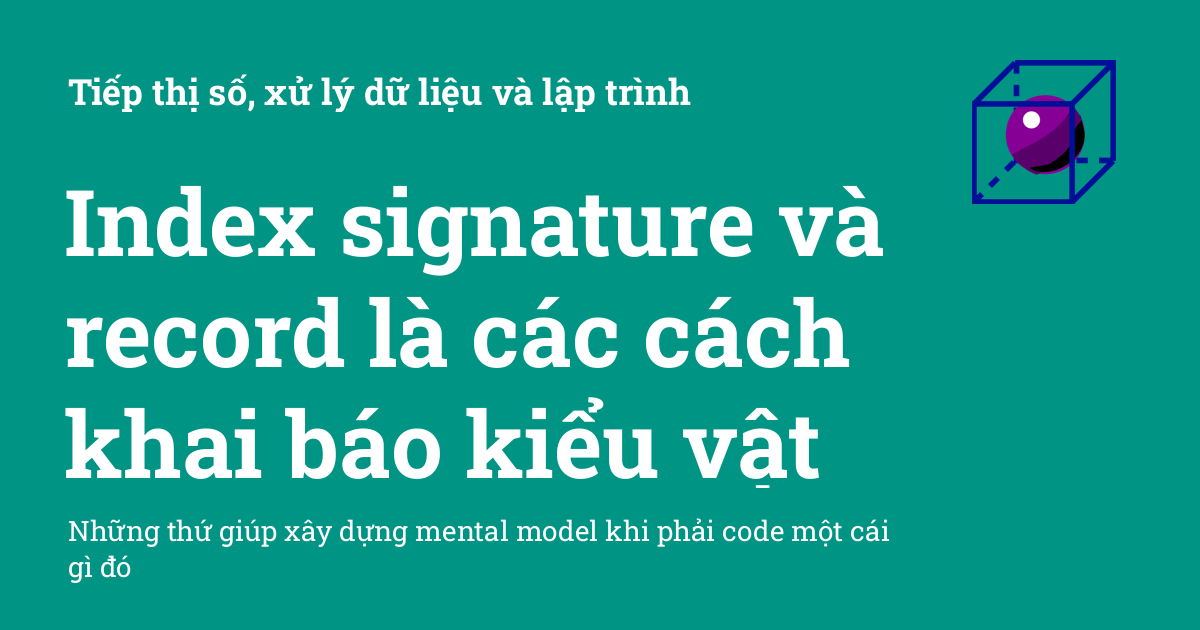 Tiếp thị số, xử lý dữ liệu và lập trình
Index signature và
record là các cách
khai báo kiểu vật
Những thứ giúp xây dựng mental model khi phải code một cái
gì đó